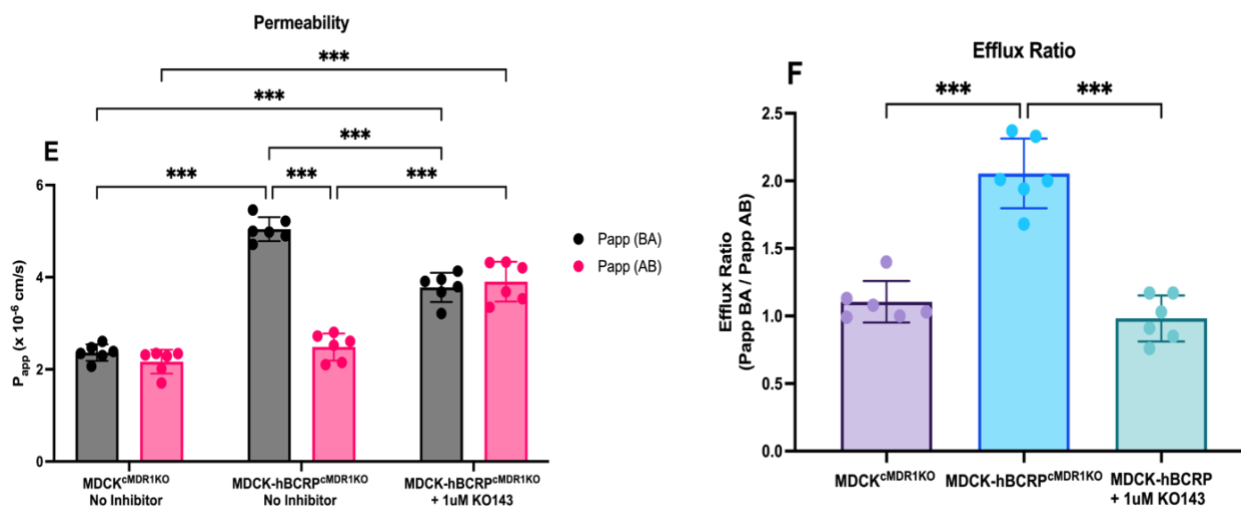 Permeability
***
***
***
E
***
***
***
6
4
2
0
Papp (x 10-6 cm/s)
Papp (BA)
Papp (AB)
MDCKcMDR1KO
No Inhibitor
MDCK-hBCRPcMDR1KO
No Inhibitor
MDCK-hBCRPcMDR1KO
+ 1uM KO143
Efflux Ratio
F
***
***
2.5
2.0
1.5
1.0
0.5
0.0
Efflux Ratio
(Papp BA / Papp AB)
MDCKcMDR1KO
MDCK-hBCRPcMDR1KO
MDCK-hBCRP
+ 1uM KO143